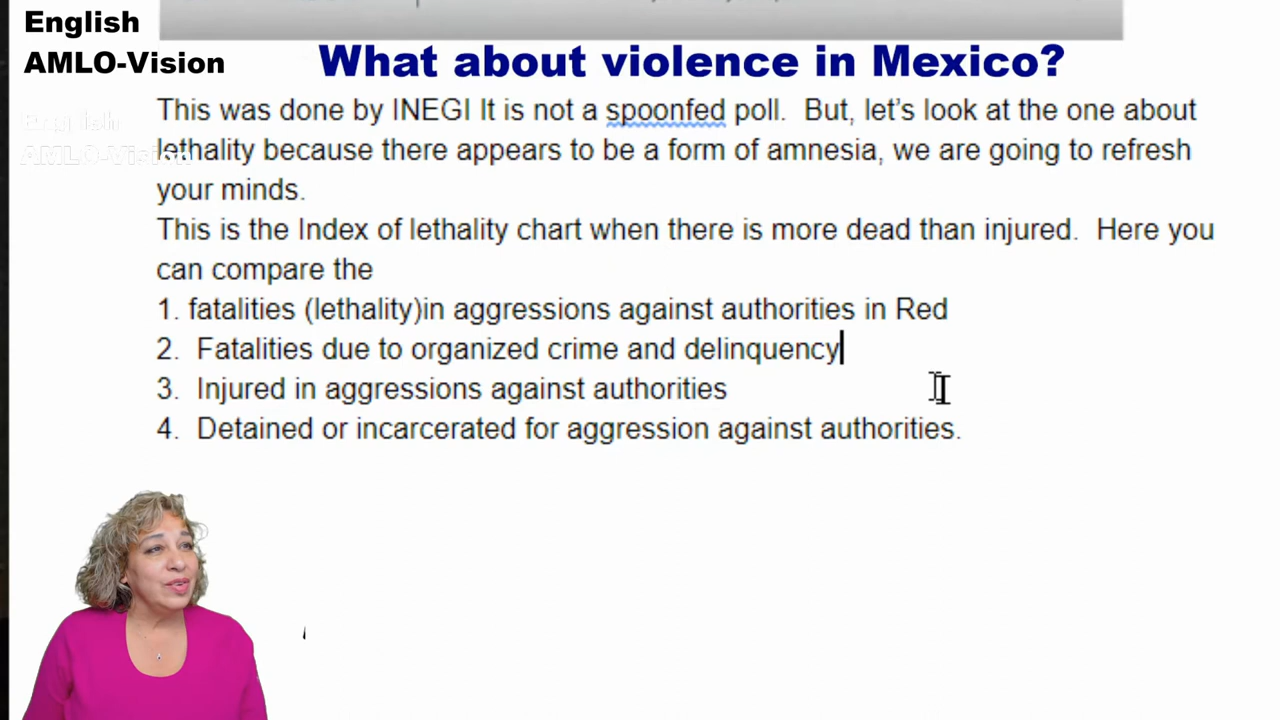 English
AMLO-Vision
What about violence in Mexico?
English
AMLO-Vision
This was done by INEGI It is not a spoonfed poll.  But, let's look at the one about
lethality because there appears to be a form of amnesia, we are going to refresh
your minds.
This is the Index of lethality chart when there is more dead than injured.  Here you
can compare the
1. fatalities (lethality)in aggressions against authorities in Red
2.  Fatalities due to organized crime and delinquency
3.  Injured in aggressions against authorities
4.  Detained or incarcerated for aggression against authorities.